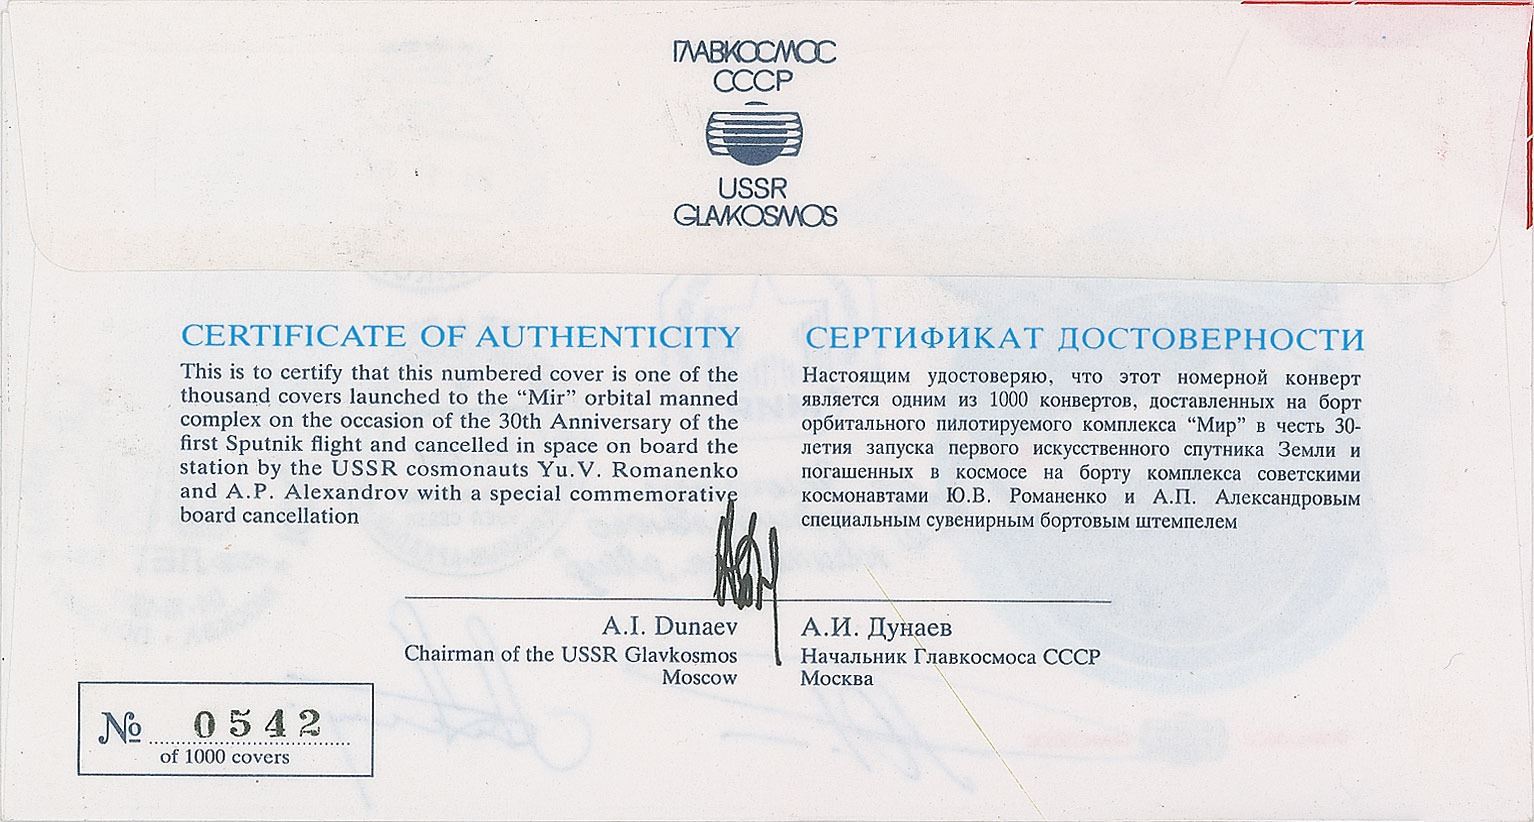 ГЛАВКОСМОС
СССР
USSR
GLAVKOSMOS
CERTIFICATE OF AUTHENTICITY
This is to certify that this numbered cover is one of the
thousand covers launched to the “Mir” orbital manned
complex on the occasion of the 30th Anniversary of the
first Sputnik flight and cancelled in space on board the
station by the USSR cosmonauts Yu.V. Romanenko
and A.P. Alexandrov with a special commemorative
board cancellation
СЕРТИФИКАТ ДОСТОВЕРНОСТИ
Настоящим удостоверяю, что этот номерной конверт
является одним из 1000 конвертов, доставленных на борт
орбитального пилотируемого комплекса “Мир” в честь 30-
летия запуска первого искусственного спутника Земли и
погашенных в космосе на борту комплекса советскими
космонавтами Ю.В. Романенко и А.П. Александровым
специальным сувенирным бортовым штемпелем
A.I. Dunaev
Chairman of the USSR Glavkosmos
Moscow
А.И. Дунаев
Начальник Главкосмоса СССР
Москва
№ 0542
of 1000 covers